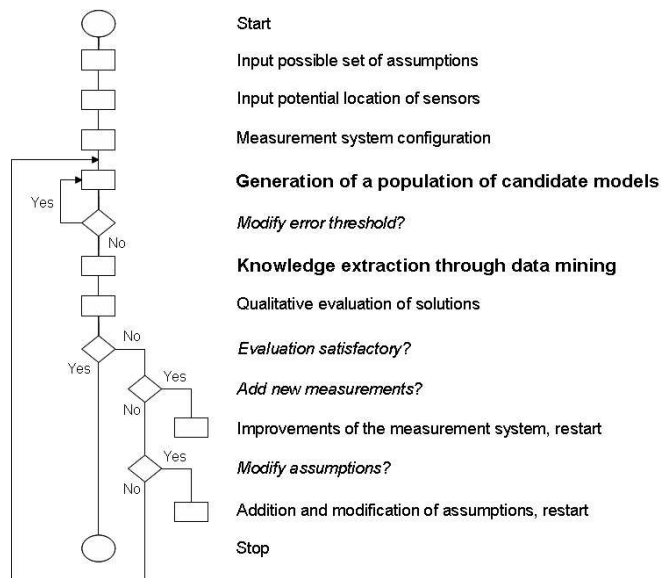 Start
Input possible set of assumptions
Input potential location of sensors
Measurement system configuration
Generation of a population of candidate models
Yes
Modify error threshold?
No
Knowledge extraction through data mining
Qualitative evaluation of solutions
No
Evaluation satisfactory?
Yes
Yes
Add new measurements?
No
Improvements of the measurement system, restart
Yes
Modify assumptions?
No
Addition and modification of assumptions, restart
Stop